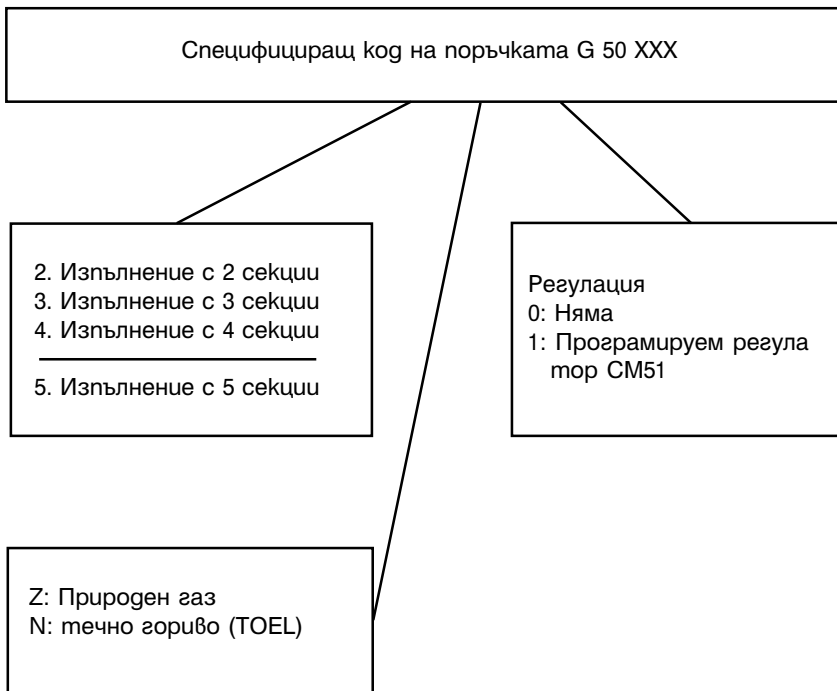 Специфициращ код на поръчката G 50 XXX
2. Изпълнение с 2 секции
3. Изпълнение с 3 секции
4. Изпълнение с 4 секции
5. Изпълнение с 5 секции
Регулация
0: Няма
1: Програмируем регула
тор CM51
Z: Природен газ
N: течно гориво (TOEL)